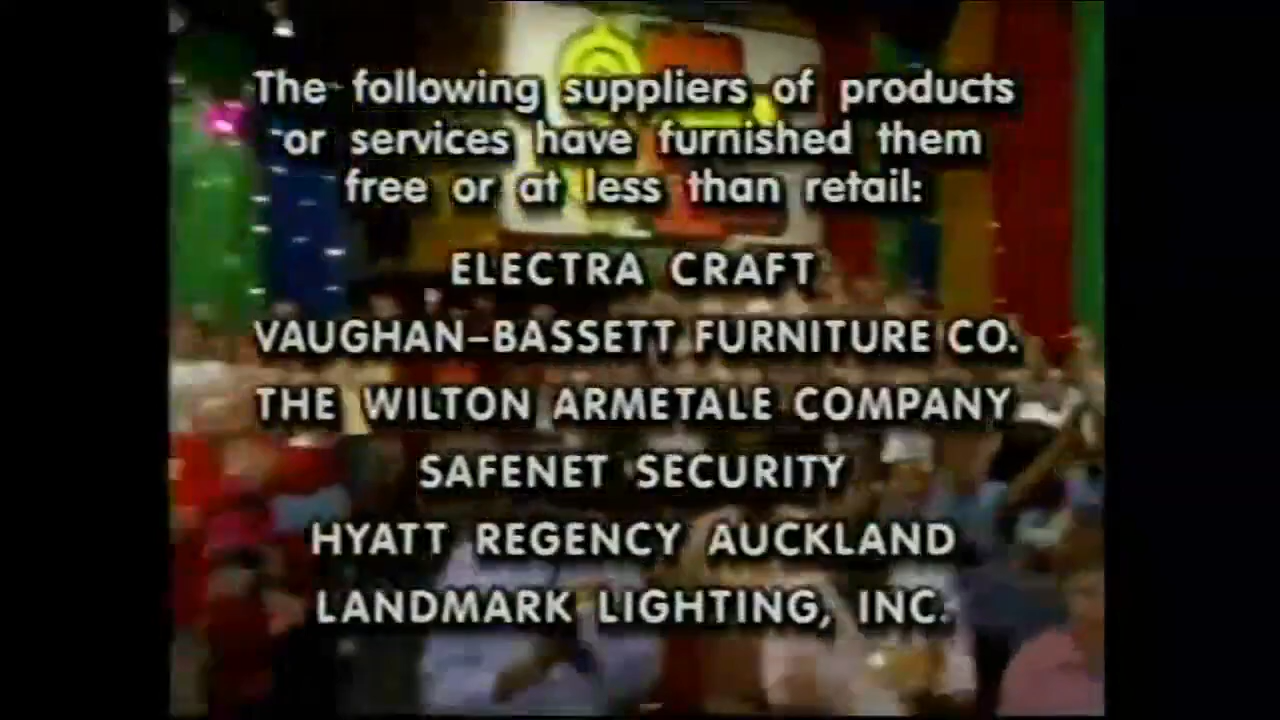 The following suppliers of products
or services have furnished them
free or at less than retail:
ELECTRA CRAFT
VAUGHAN-BASSETT FURNITURE CO.
THE WILTON ARMETALE COMPANY
SAFENET SECURITY
HYATT REGENCY AUCKLAND
LANDMARK LIGHTING, INC.